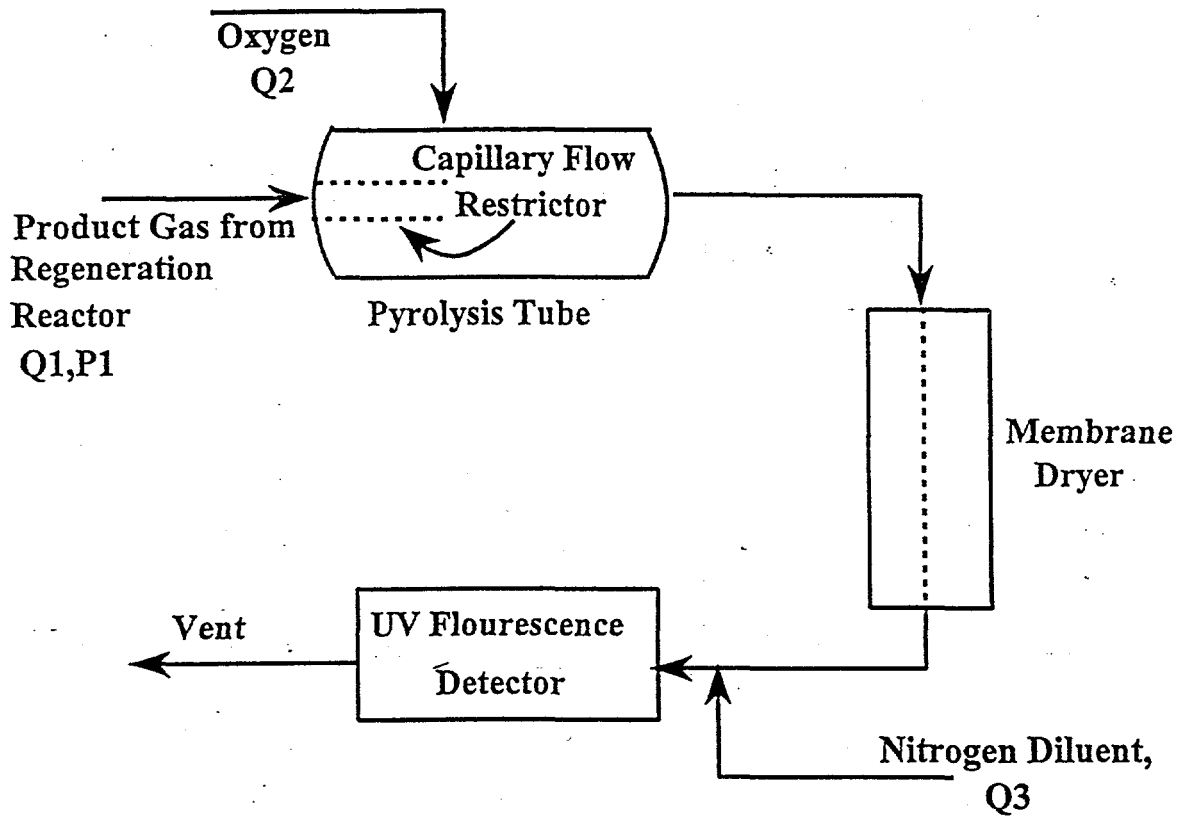 Oxygen
Q2
Capillary Flow
Restrictor
Product Gas from
Regeneration
Reactor
Q1,P1
Pyrolysis Tube
Membrane
Dryer
Vent
UV Flourescence
Detector
Nitrogen Diluent,
Q3